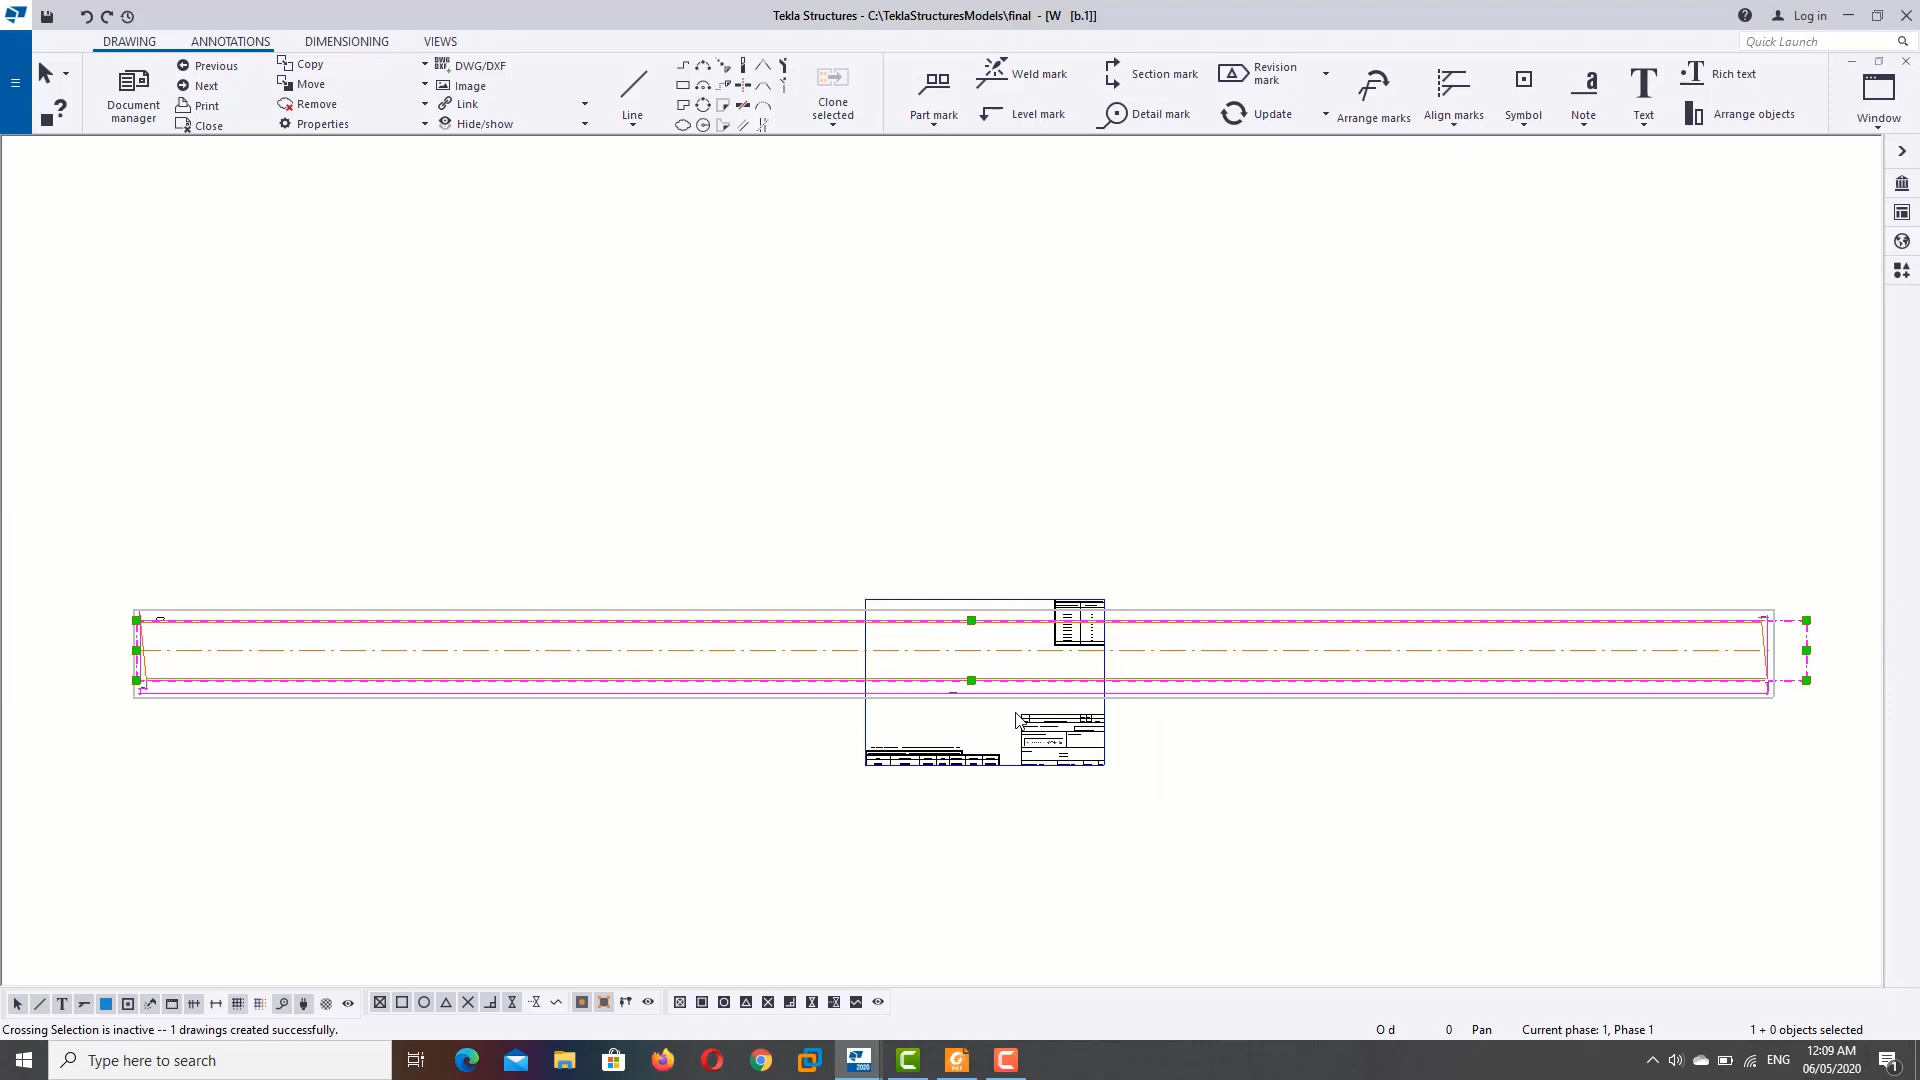 Tekla Structures - C:\TeklaStructuresModels\final - [W [b.1]]
Log in
DRAWING ANNOTATIONS DIMENSIONING VIEWS
Quick Launch
Document manager
Previous
Next
Print
Close
Copy
Move
Remove
Properties
DWG DXF DWG/DXF
Image
Link
Hide/show
Line
Clone selected
Part mark
Weld mark
Level mark
Section mark
Detail mark
Revision mark
Update
Arrange marks
Align marks
Symbol
Note
Text
Rich text
Arrange objects
Window
Crossing Selection is inactive -- 1 drawings created successfully.
O d 0 Pan Current phase: 1, Phase 1 1 + 0 objects selected
Type here to search
2020
ENG
12:09 AM
06/05/2020
1